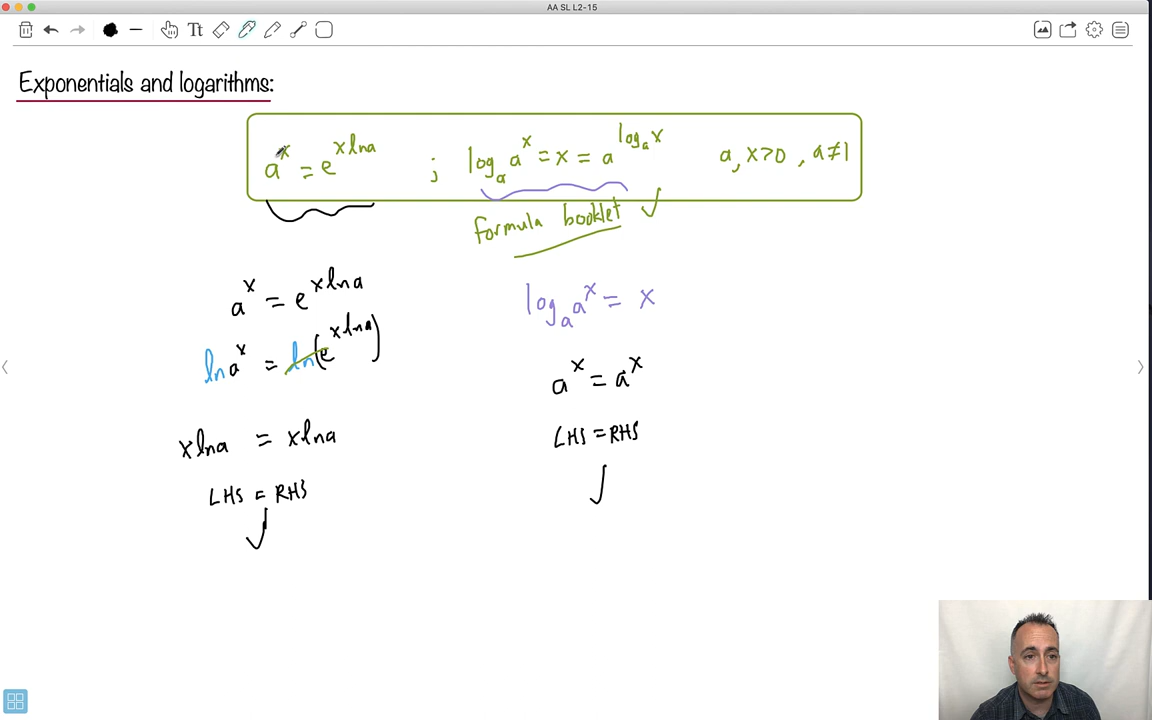 AA SL L2-15
Tt
Exponentials and logarithms:
a^x = e^(x ln a) ; log_a a^x = x = a^(log_a x) a, x > 0 , a ≠ 1
formula booklet ✓
a^x = e^(x ln a)
ln a^x = ln(e^(x ln a))
x ln a = x ln a
LHS = RHS
✓
log_a a^x = x
a^x = a^x
LHS = RHS
✓